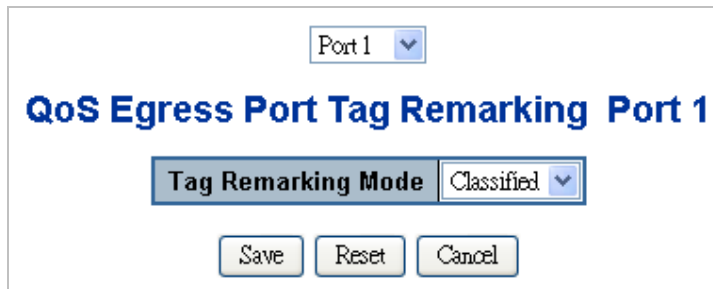 Port 1
QoS Egress Port Tag Remarking Port 1
Tag Remarking Mode Classified
Save Reset Cancel